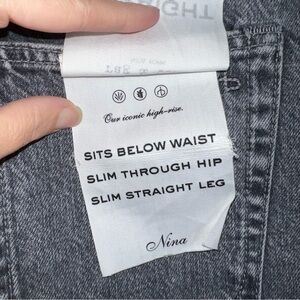 Our iconic high-rise.
SITS BELOW WAIST
SLIM THROUGH HIP
SLIM STRAIGHT LEG
Nina